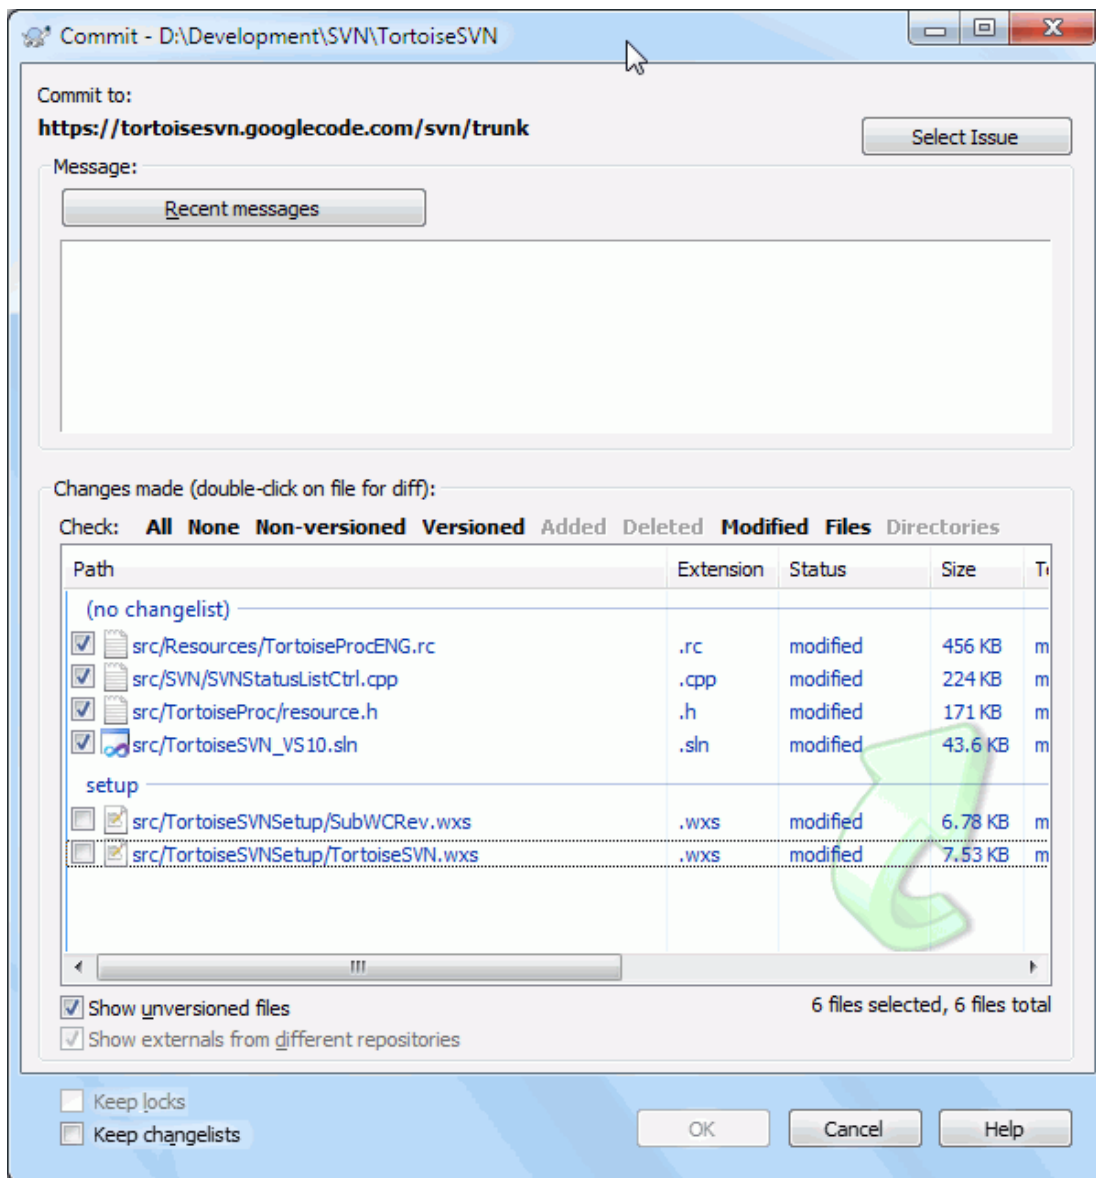 Commit - D:\Development\SVN\TortoiseSVN
Commit to:
https://tortoisesvn.googlecode.com/svn/trunk
Select Issue
Message:
Recent messages
Changes made (double-click on file for diff):
Check: All None Non-versioned Versioned Added Deleted Modified Files Directories
Path Extension Status Size
(no changelist)
src/Resources/TortoiseProcENG.rc .rc modified 456 KB m
src/SVN/SVNStatusListCtrl.cpp .cpp modified 224 KB m
src/TortoiseProc/resource.h .h modified 171 KB m
src/TortoiseSVN_VS10.sln .sln modified 43.6 KB m
setup
src/TortoiseSVNSetup/SubWCRev.wxs .wxs modified 6.78 KB m
src/TortoiseSVNSetup/TortoiseSVN.wxs .wxs modified 7.53 KB m
Show unversioned files
6 files selected, 6 files total
Show externals from different repositories
Keep locks
Keep changelists
OK Cancel Help